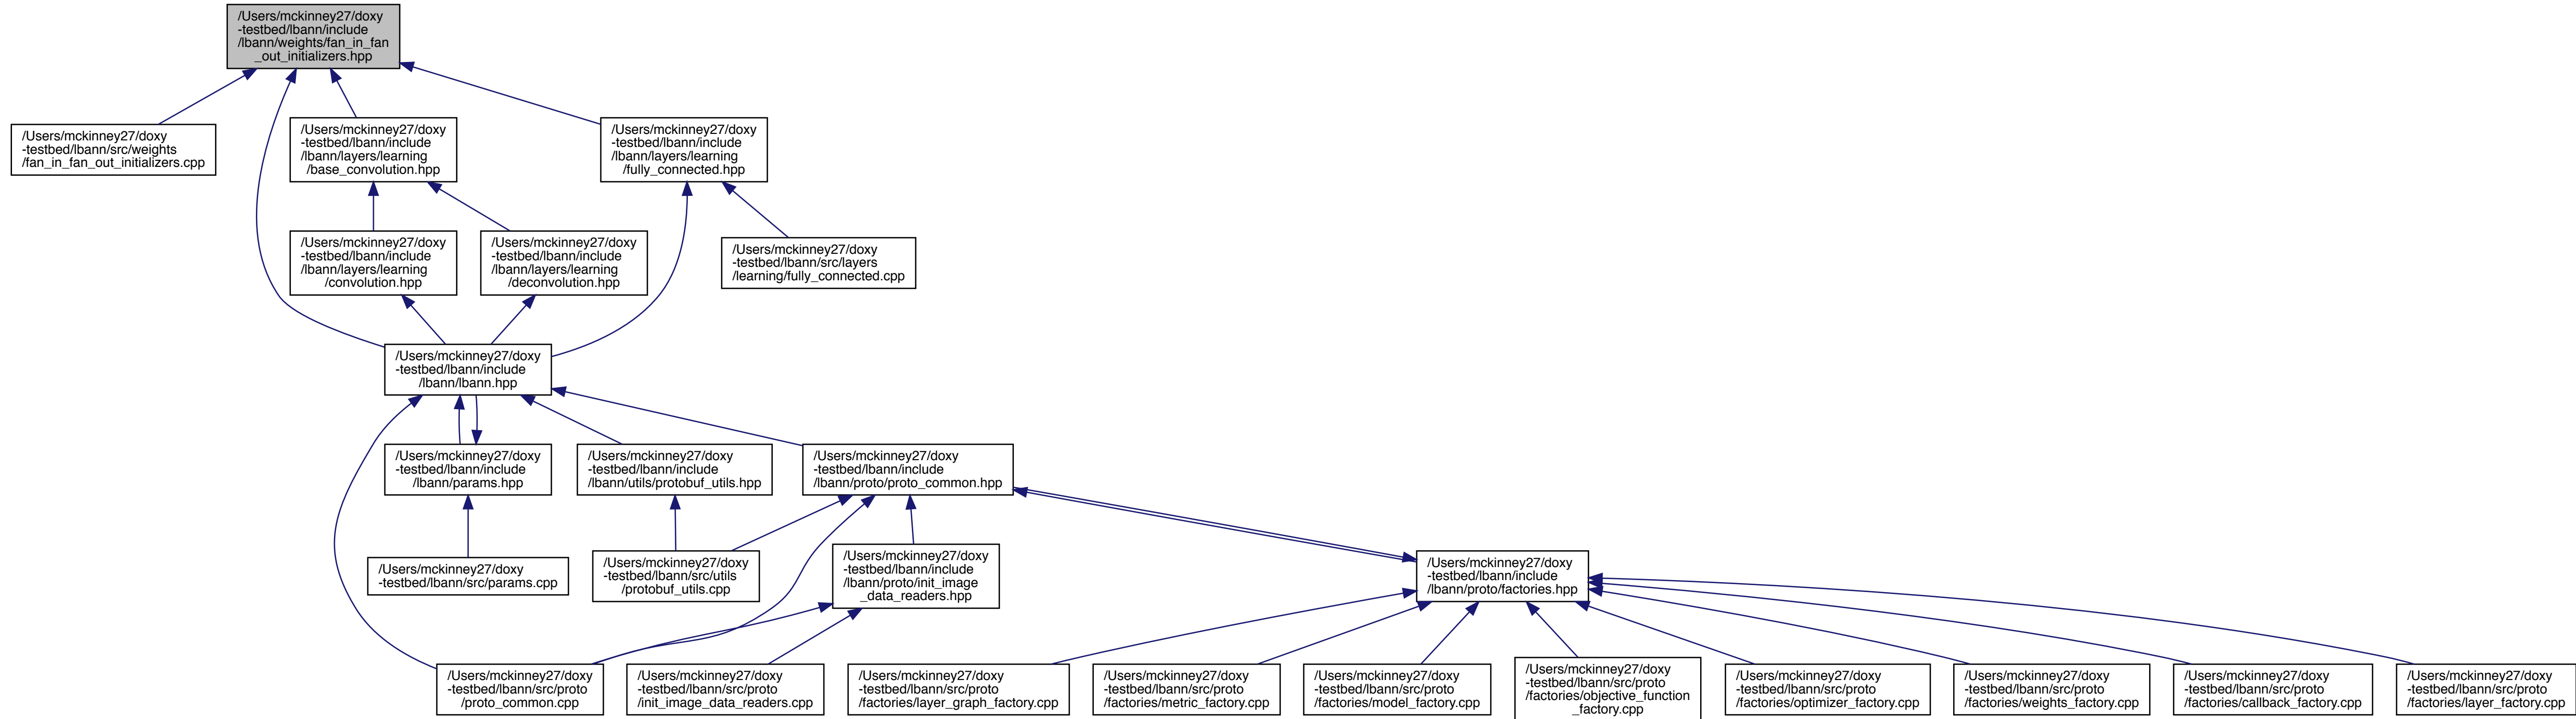 /Users/mckinney27/doxy
-testbed/lbann/include
/lbann/weights/fan_in_fan
_out_initializers.hpp
/Users/mckinney27/doxy
-testbed/lbann/src/weights
/fan_in_fan_out_initializers.cpp
/Users/mckinney27/doxy
-testbed/lbann/include
/lbann/layers/learning
/base_convolution.hpp
/Users/mckinney27/doxy
-testbed/lbann/include
/lbann/layers/learning
/fully_connected.hpp
/Users/mckinney27/doxy
-testbed/lbann/include
/lbann/layers/learning
/convolution.hpp
/Users/mckinney27/doxy
-testbed/lbann/include
/lbann/layers/learning
/deconvolution.hpp
/Users/mckinney27/doxy
-testbed/lbann/src/layers
/learning/fully_connected.cpp
/Users/mckinney27/doxy
-testbed/lbann/include
/lbann/lbann.hpp
/Users/mckinney27/doxy
-testbed/lbann/include
/lbann/params.hpp
/Users/mckinney27/doxy
-testbed/lbann/include
/lbann/utils/protobuf_utils.hpp
/Users/mckinney27/doxy
-testbed/lbann/include
/lbann/proto/proto_common.hpp
/Users/mckinney27/doxy
-testbed/lbann/src/params.cpp
/Users/mckinney27/doxy
-testbed/lbann/src/utils
/protobuf_utils.cpp
/Users/mckinney27/doxy
-testbed/lbann/include
/lbann/proto/init_image
_data_readers.hpp
/Users/mckinney27/doxy
-testbed/lbann/include
/lbann/proto/factories.hpp
/Users/mckinney27/doxy
-testbed/lbann/src/proto
/proto_common.cpp
/Users/mckinney27/doxy
-testbed/lbann/src/proto
/init_image_data_readers.cpp
/Users/mckinney27/doxy
-testbed/lbann/src/proto
/factories/layer_graph_factory.cpp
/Users/mckinney27/doxy
-testbed/lbann/src/proto
/factories/metric_factory.cpp
/Users/mckinney27/doxy
-testbed/lbann/src/proto
/factories/model_factory.cpp
/Users/mckinney27/doxy
-testbed/lbann/src/proto
/factories/objective_function
_factory.cpp
/Users/mckinney27/doxy
-testbed/lbann/src/proto
/factories/optimizer_factory.cpp
/Users/mckinney27/doxy
-testbed/lbann/src/proto
/factories/weights_factory.cpp
/Users/mckinney27/doxy
-testbed/lbann/src/proto
/factories/callback_factory.cpp
/Users/mckinney27/doxy
-testbed/lbann/src/proto
/factories/layer_factory.cpp